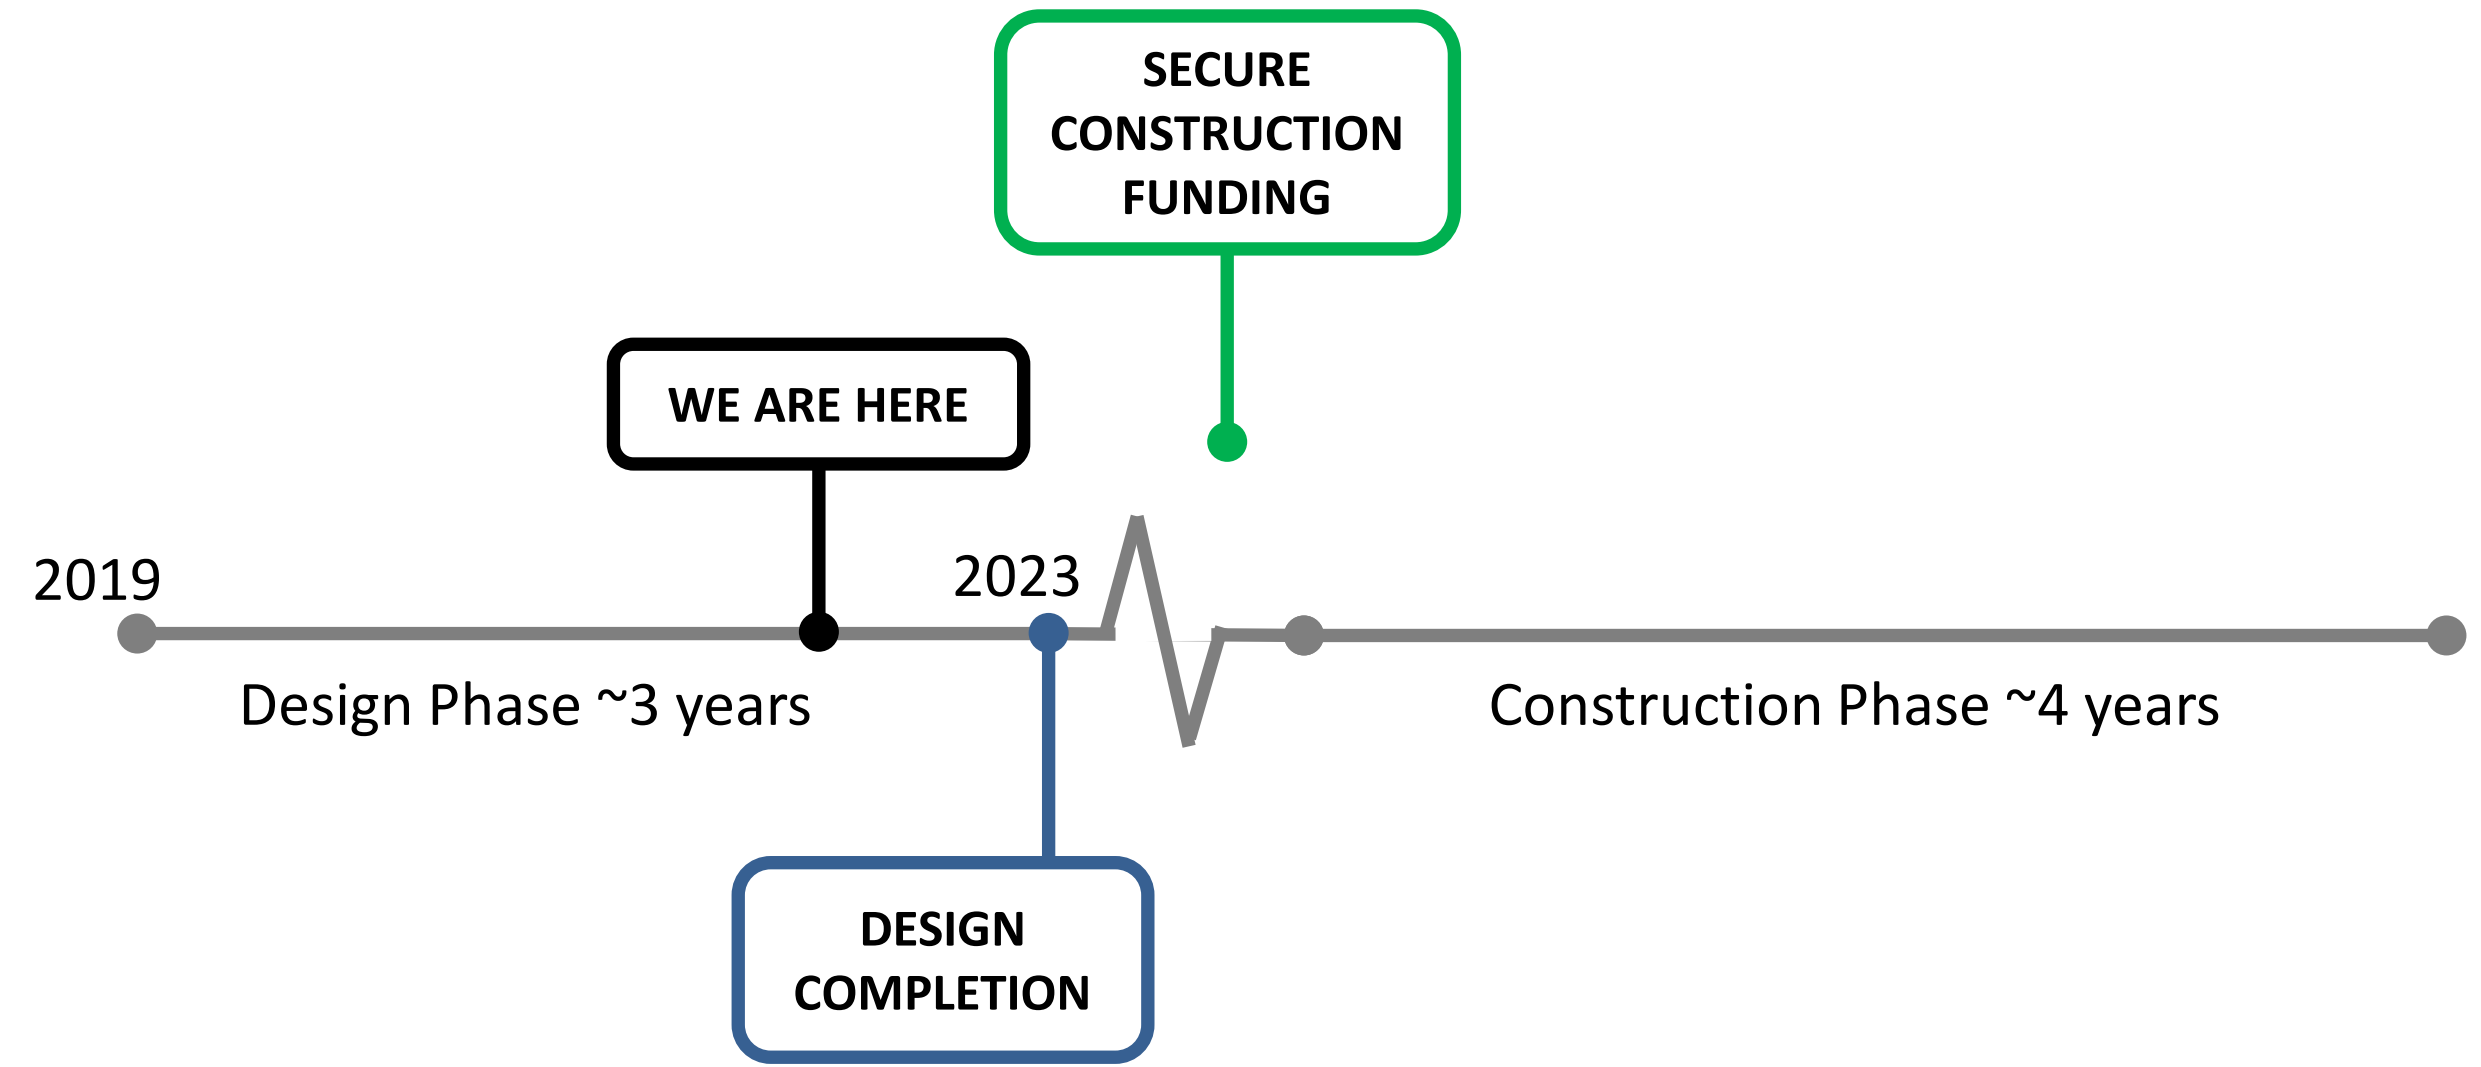 SECURE
CONSTRUCTION
FUNDING
WE ARE HERE
2019
2023
Design Phase ~3 years
Construction Phase ~4 years
DESIGN
COMPLETION